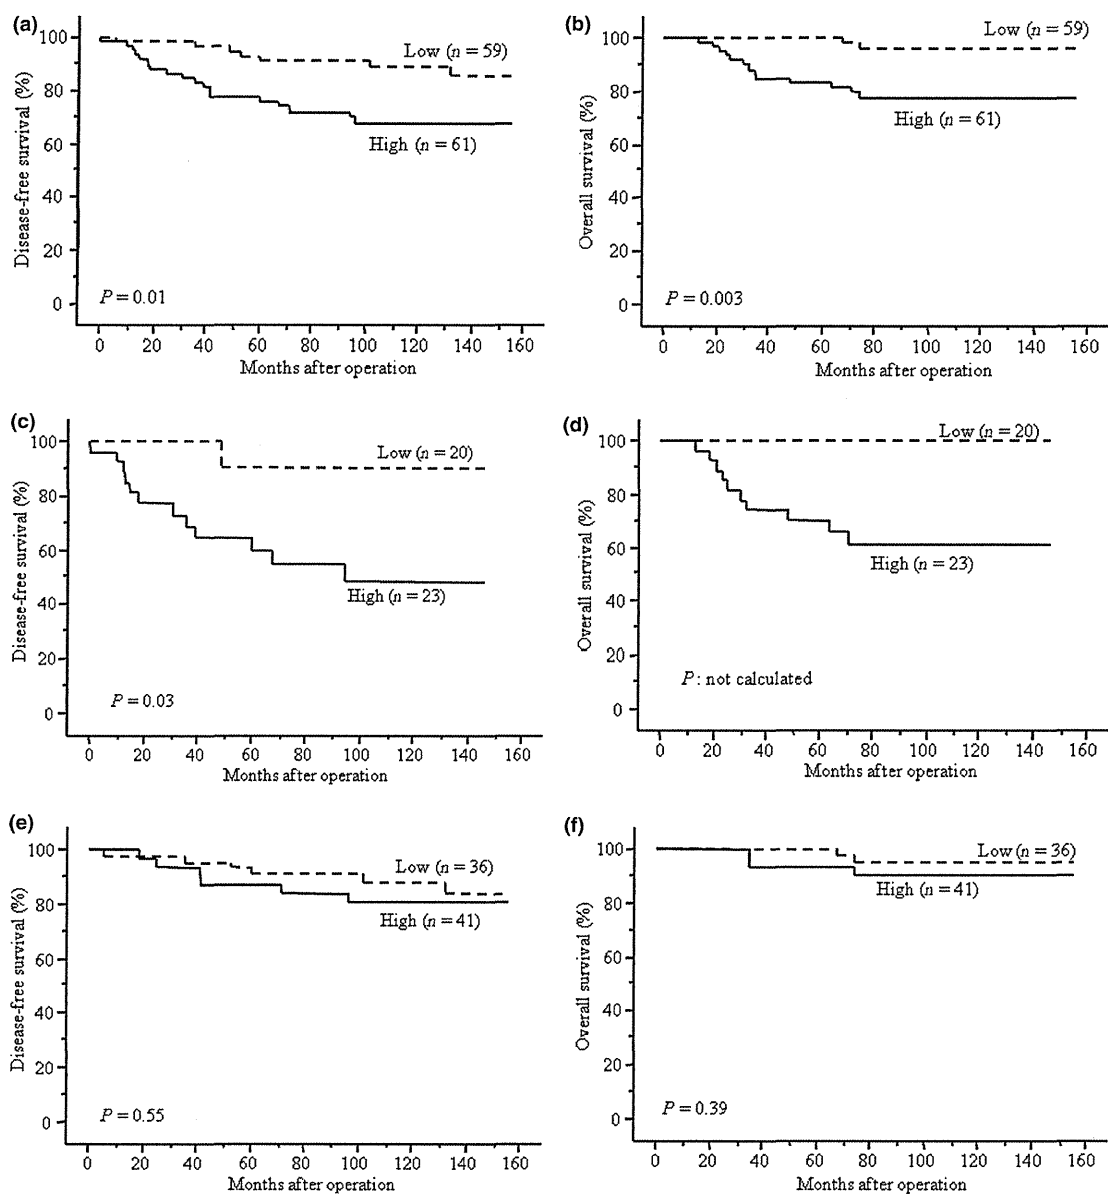 (a)
Disease-free survival (%)
100
80
60
40
20
0
Low (n = 59)
High (n = 61)
P = 0.01
0 20 40 60 80 100 120 140 160
Months after operation
(b)
Overall survival (%)
100
80
60
40
20
0
Low (n = 59)
High (n = 61)
P = 0.003
0 20 40 60 80 100 120 140 160
Months after operation
(c)
Disease-free survival (%)
100
80
60
40
20
0
Low (n = 20)
High (n = 23)
P = 0.03
0 20 40 60 80 100 120 140 160
Months after operation
(d)
Overall survival (%)
100
80
60
40
20
0
Low (n = 20)
High (n = 23)
P : not calculated
0 20 40 60 80 100 120 140 160
Months after operation
(e)
Disease-free survival (%)
100
80
60
40
20
0
Low (n = 36)
High (n = 41)
P = 0.55
0 20 40 60 80 100 120 140 160
Months after operation
(f)
Overall survival (%)
100
80
60
40
20
0
Low (n = 36)
High (n = 41)
P = 0.39
0 20 40 60 80 100 120 140 160
Months after operation